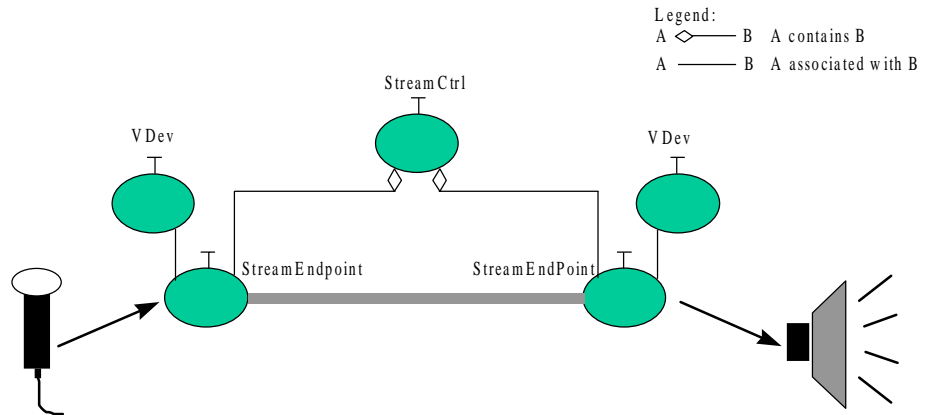 Legend:
A B A contains B
A B A associated with B
StreamCtrl
VDev
VDev
StreamEndpoint
StreamEndPoint